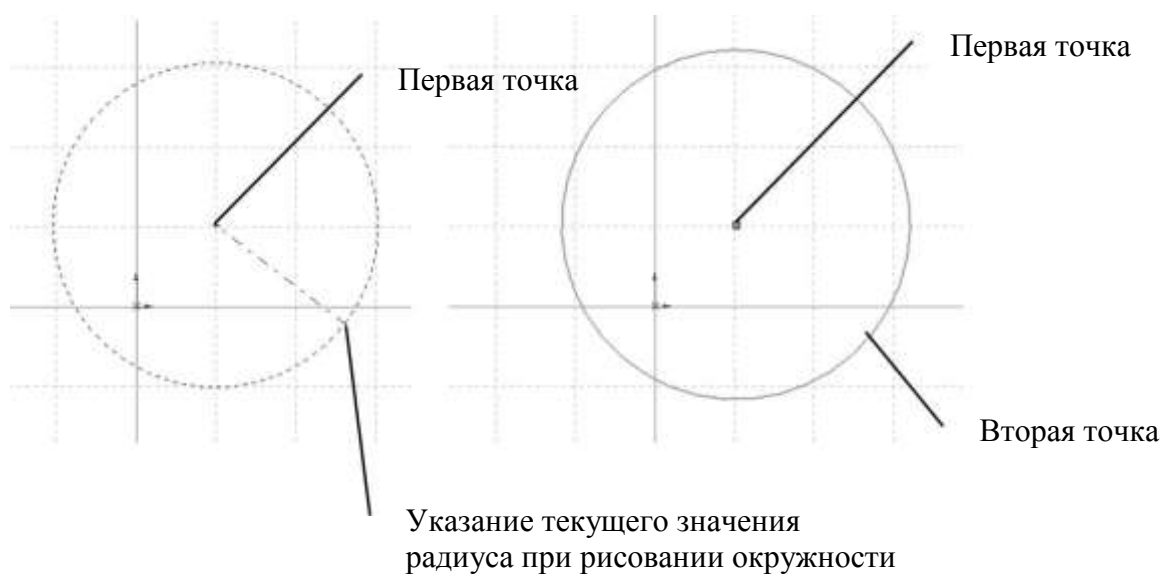 Первая точка
Первая точка
Вторая точка
Указание текущего значения
радиуса при рисовании окружности